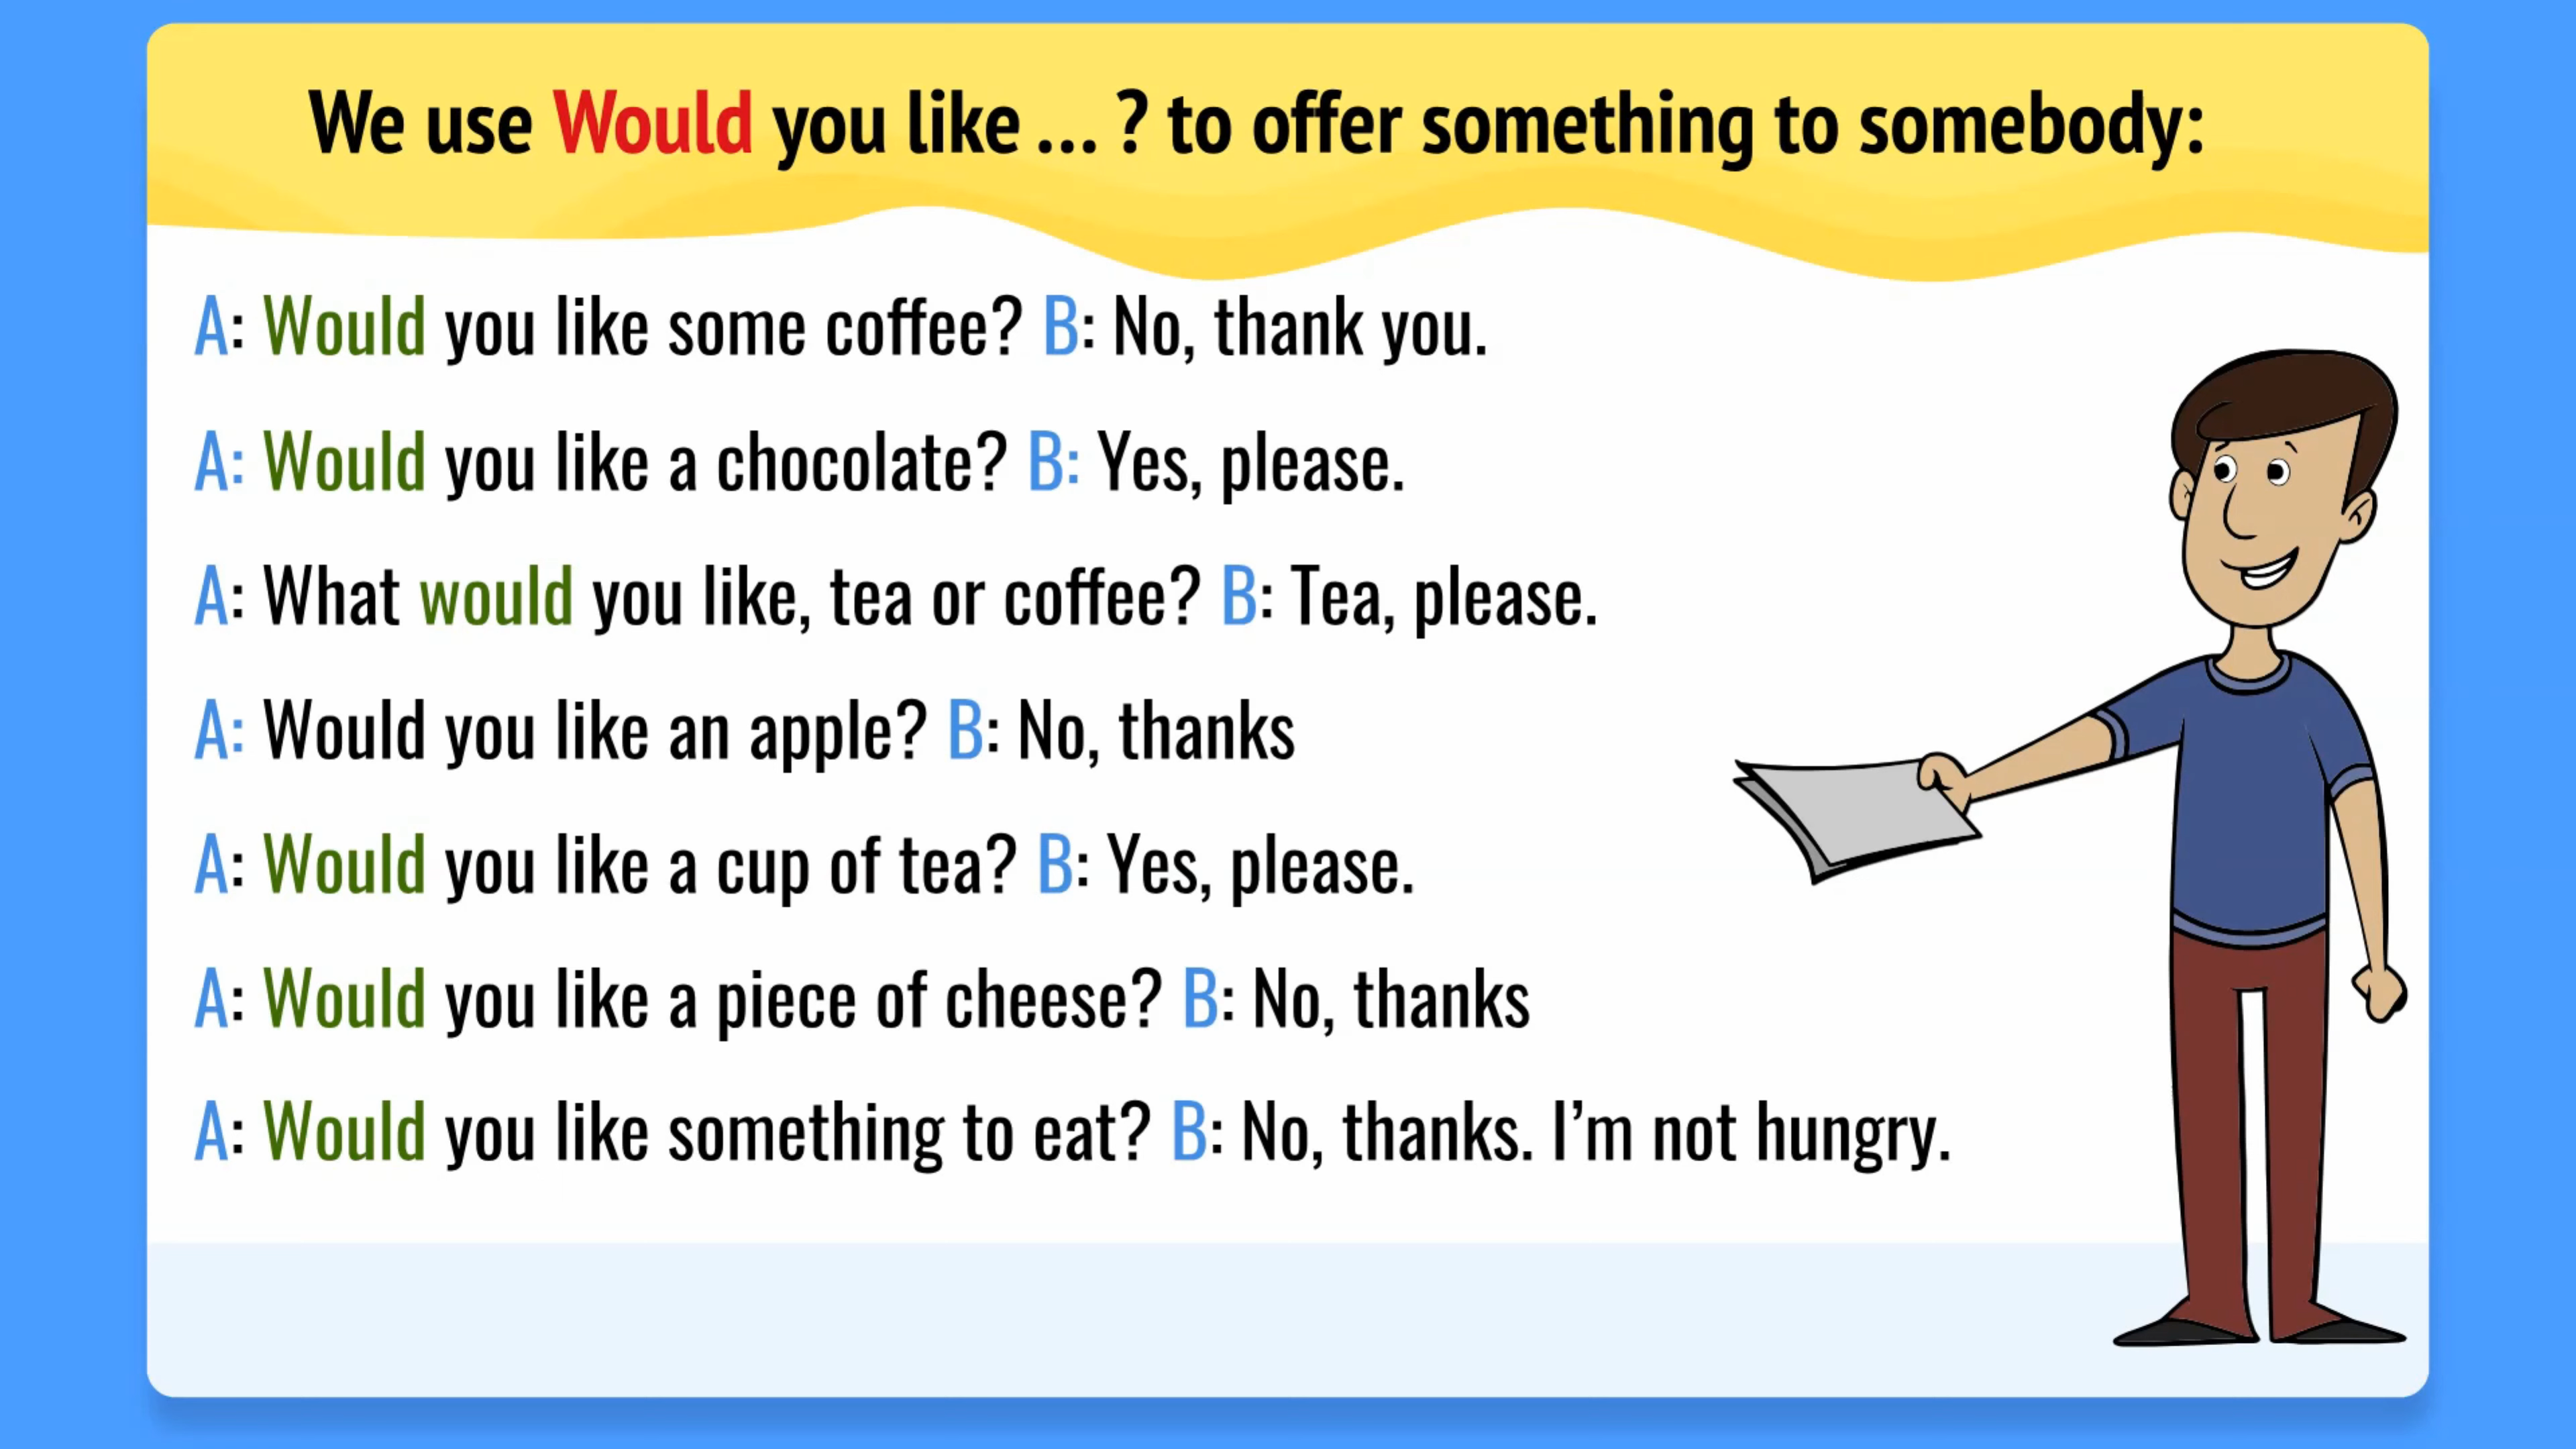 We use Would you like ... ? to offer something to somebody:
A: Would you like some coffee? B: No, thank you.
A: Would you like a chocolate? B: Yes, please.
A: What would you like, tea or coffee? B: Tea, please.
A: Would you like an apple? B: No, thanks
A: Would you like a cup of tea? B: Yes, please.
A: Would you like a piece of cheese? B: No, thanks
A: Would you like something to eat? B: No, thanks. I’m not hungry.